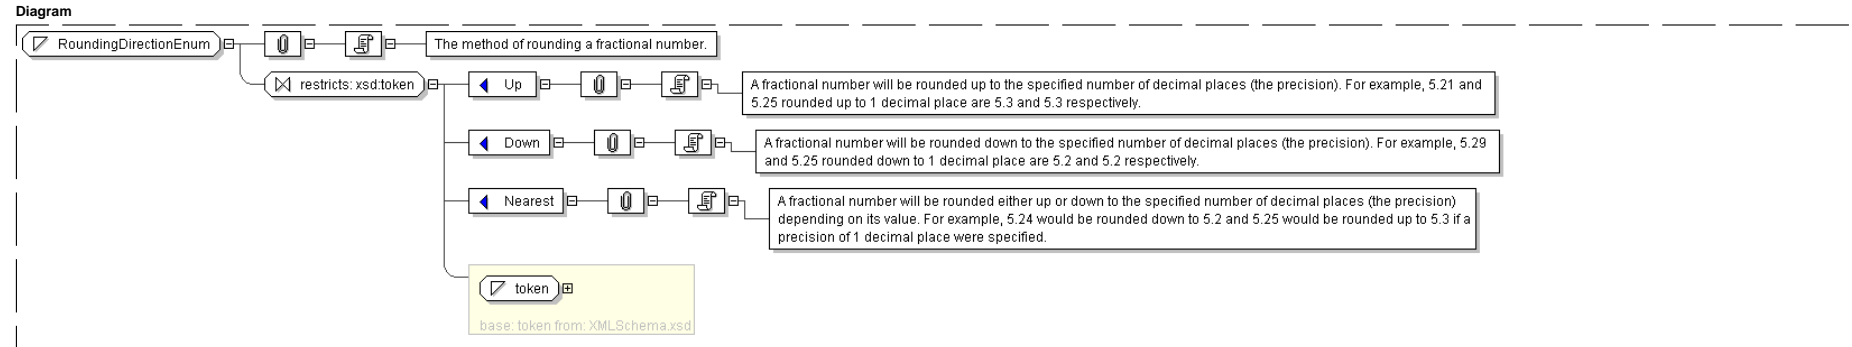 Diagram
RoundingDirectionEnum
The method of rounding a fractional number.
restricts: xsd:token
Up
A fractional number will be rounded up to the specified number of decimal places (the precision). For example, 5.21 and
5.25 rounded up to 1 decimal place are 5.3 and 5.3 respectively.
Down
A fractional number will be rounded down to the specified number of decimal places (the precision). For example, 5.29
and 5.25 rounded down to 1 decimal place are 5.2 and 5.2 respectively.
Nearest
A fractional number will be rounded either up or down to the specified number of decimal places (the precision)
depending on its value. For example, 5.24 would be rounded down to 5.2 and 5.25 would be rounded up to 5.3 if a
precision of 1 decimal place were specified.
token
base: token from: XMLSchema.xsd